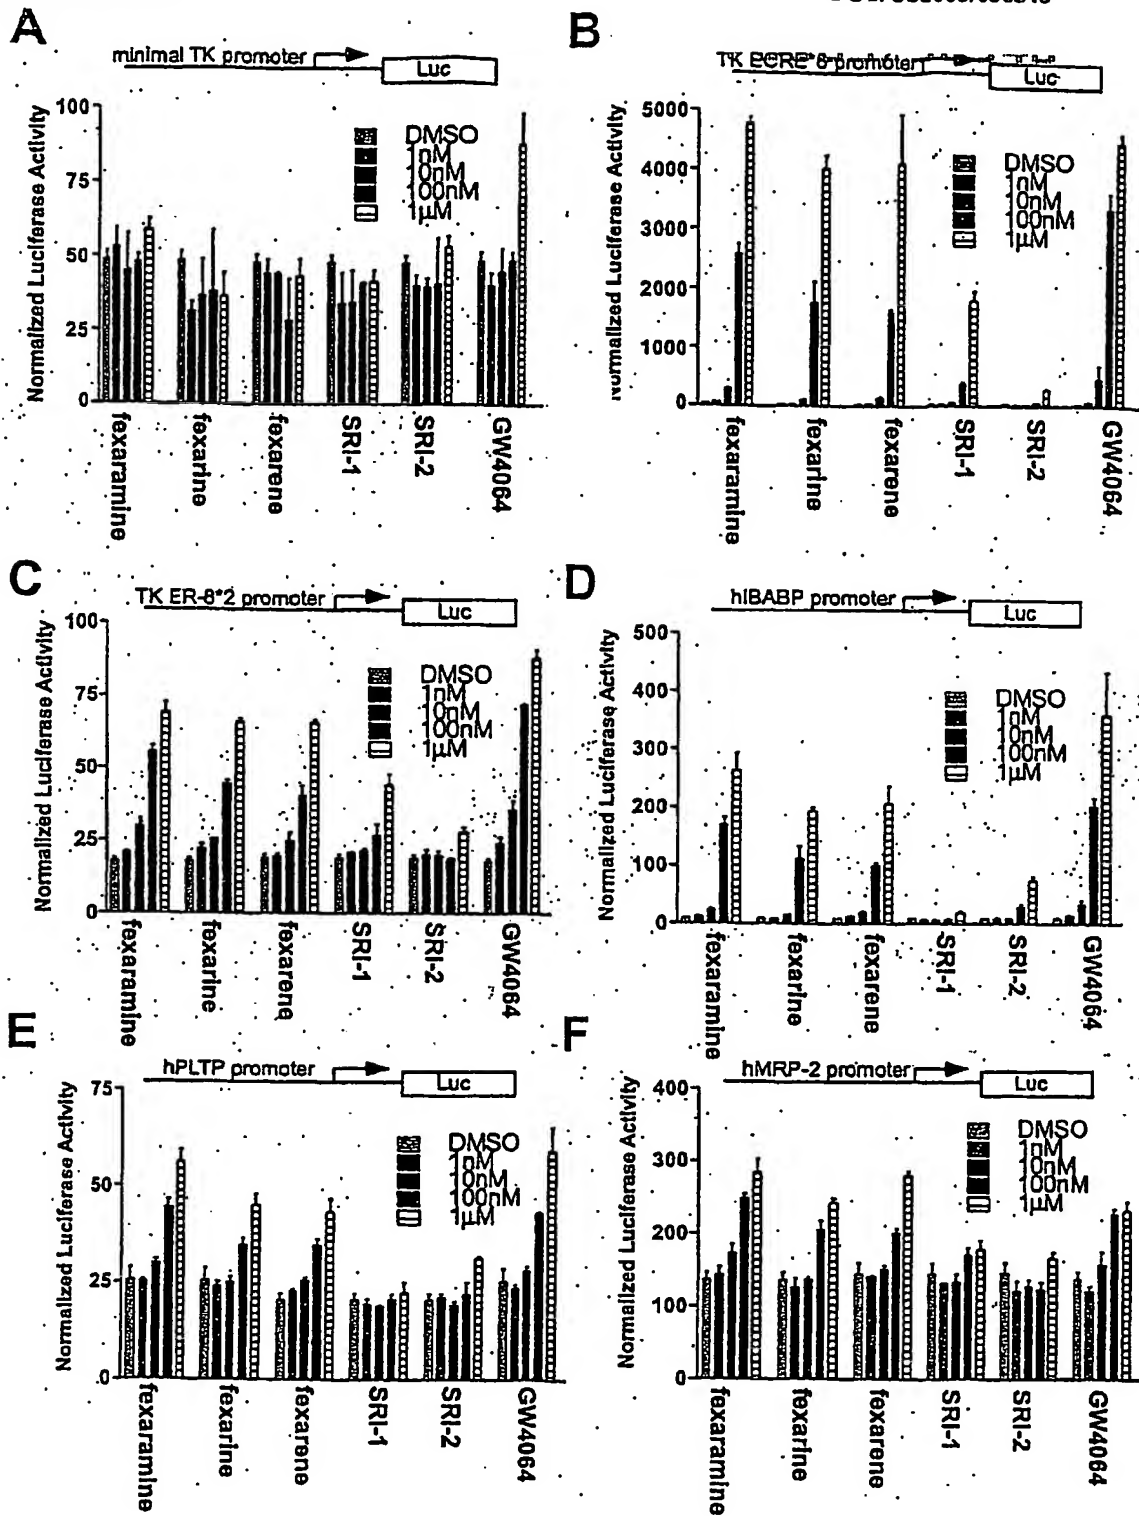 A
minimal TK promoter
Luc
Normalized Luciferase Activity
100
75
50
25
0
DMSO
1nM
10nM
100nM
1μM
fexaramine
fexarine
fexarene
SRI-1
SRI-2
GW4064
B
TK ECRE*6 promoter
Luc
Normalized Luciferase Activity
5000
4000
3000
2000
1000
0
DMSO
1nM
10nM
100nM
1μM
fexaramine
fexarine
fexarene
SRI-1
SRI-2
GW4064
C
TK ER-8*2 promoter
Luc
Normalized Luciferase Activity
100
75
50
25
0
DMSO
1nM
10nM
100nM
1μM
fexaramine
fexarine
fexarene
SRI-1
SRI-2
GW4064
D
hIBABP promoter
Luc
Normalized Luciferase Activity
500
400
300
200
100
0
DMSO
1nM
10nM
100nM
1μM
fexaramine
fexarine
fexarene
SRI-1
SRI-2
GW4064
E
hPLTP promoter
Luc
Normalized Luciferase Activity
75
50
25
0
DMSO
1nM
10nM
100nM
1μM
fexaramine
fexarine
fexarene
SRI-1
SRI-2
GW4064
F
hMRP-2 promoter
Luc
Normalized Luciferase Activity
400
300
200
100
0
DMSO
1nM
10nM
100nM
1μM
fexaramine
fexarine
fexarene
SRI-1
SRI-2
GW4064